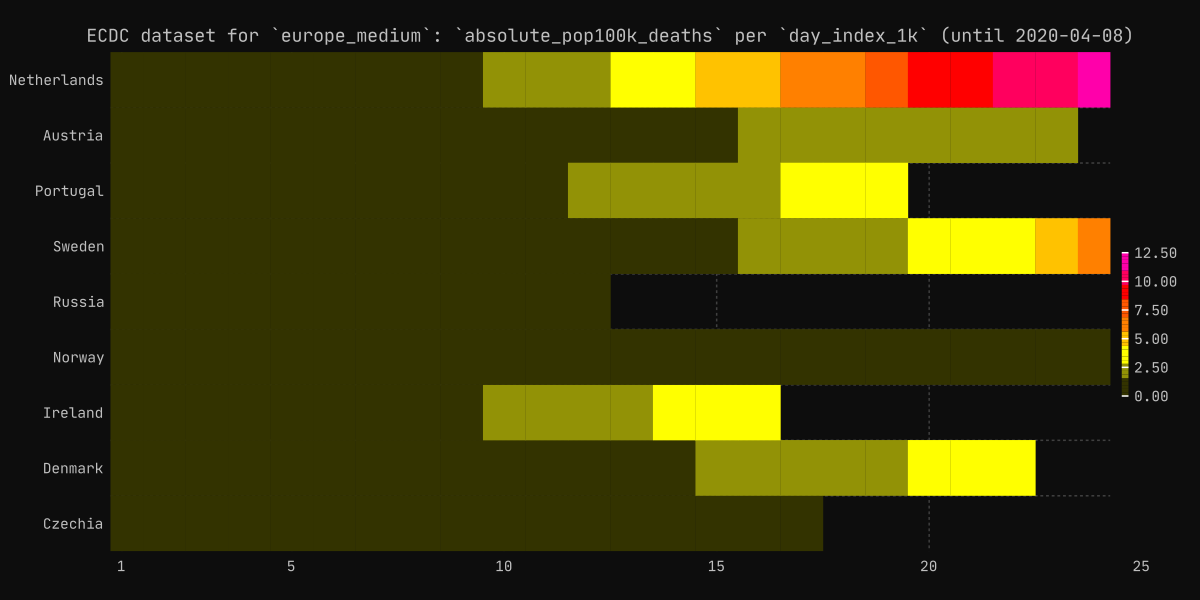 ECDC dataset for `europe_medium`: `absolute_pop100k_deaths` per `day_index_1k` (until 2020-04-08)
Netherlands
Austria
Portugal
Sweden
Russia
Norway
Ireland
Denmark
Czechia
12.50
10.00
7.50
5.00
2.50
0.00
1 5 10 15 20 25